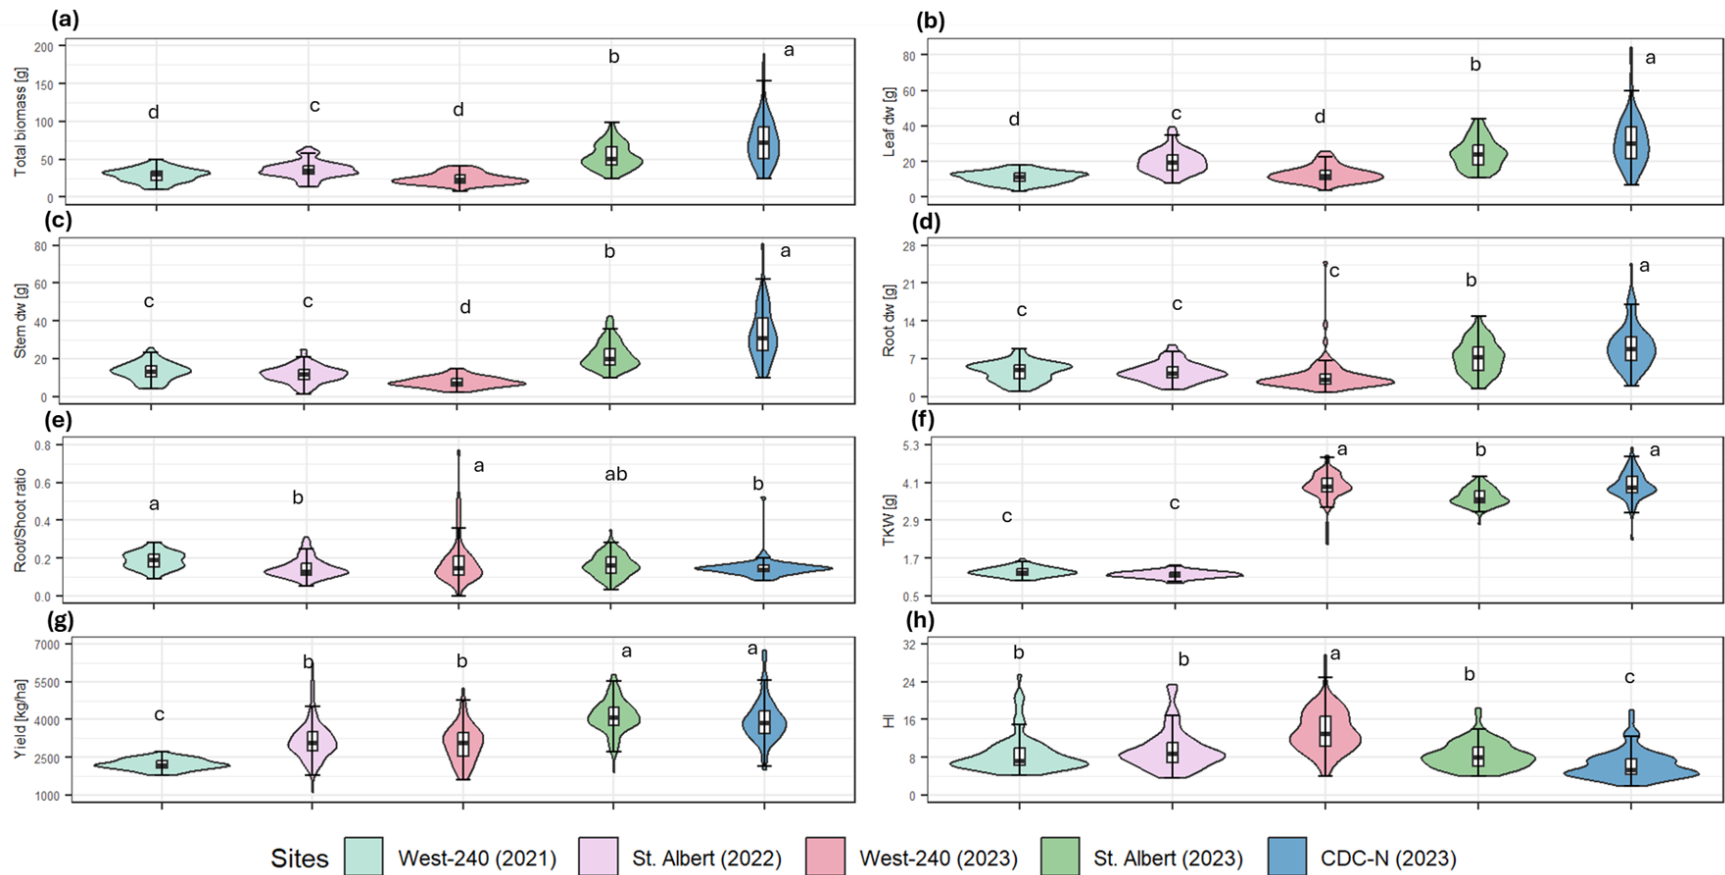 (a)
Total biomass [g]
200
150
100
50
0
d
c
d
b
a
(b)
Leaf dw [g]
80
60
40
20
0
d
c
d
b
a
(c)
Stem dw [g]
80
60
40
20
0
c
c
d
b
a
(d)
Root dw [g]
28
21
14
7
0
c
c
c
b
a
(e)
Root/Shoot ratio
0.8
0.6
0.4
0.2
0.0
a
b
a
ab
b
(f)
TKW [g]
5.3
4.1
2.9
1.7
0.5
c
c
a
b
a
(g)
Yield [kg/ha]
7000
5500
4000
2500
1000
c
b
b
a
a
(h)
HI
32
24
16
8
0
b
b
a
b
c
Sites West-240 (2021) St. Albert (2022) West-240 (2023) St. Albert (2023) CDC-N (2023)